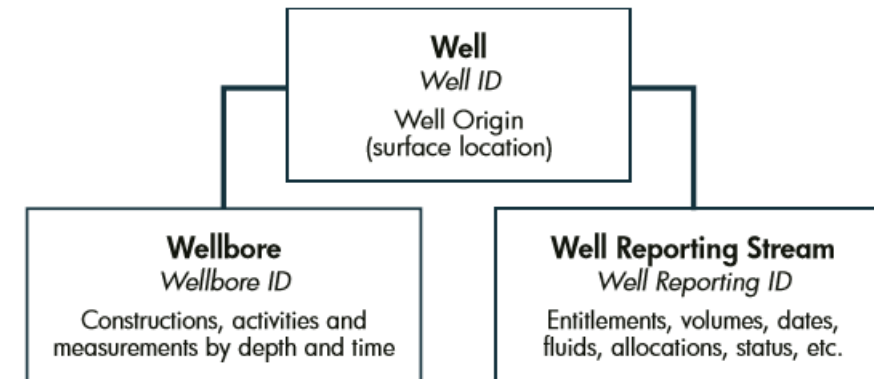 Well
Well ID
Well Origin
(surface location)
Wellbore
Wellbore ID
Constructions, activities and
measurements by depth and time
Well Reporting Stream
Well Reporting ID
Entitlements, volumes, dates,
fluids, allocations, status, etc.